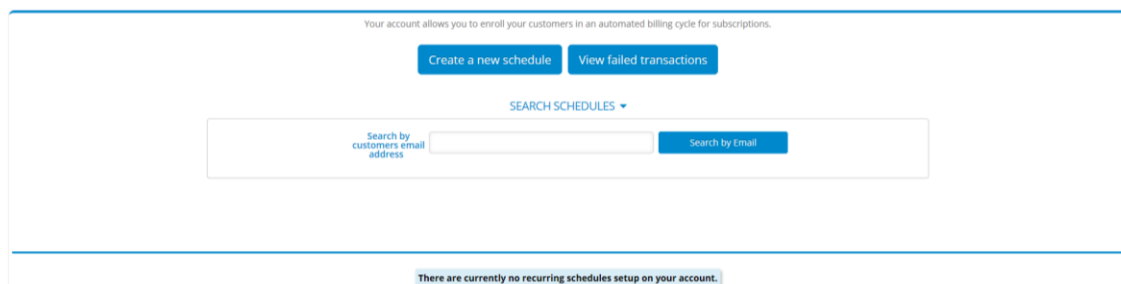 Your account allows you to enroll your customers in an automated billing cycle for subscriptions.
Create a new schedule View failed transactions
SEARCH SCHEDULES
Search by
customers email
address
Search by Email
There are currently no recurring schedules setup on your account.